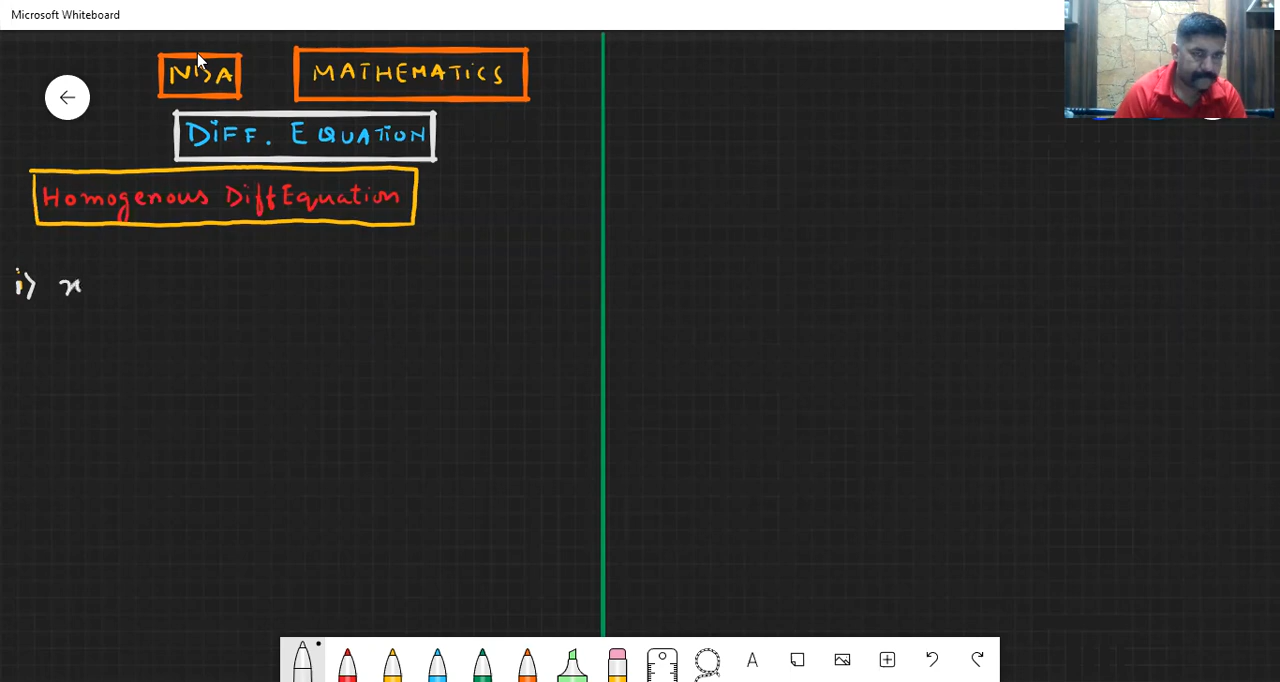 Microsoft Whiteboard
NDA MATHEMATICS
DIFF. EQUATION
Homogenous Diff Equation
i) x
A